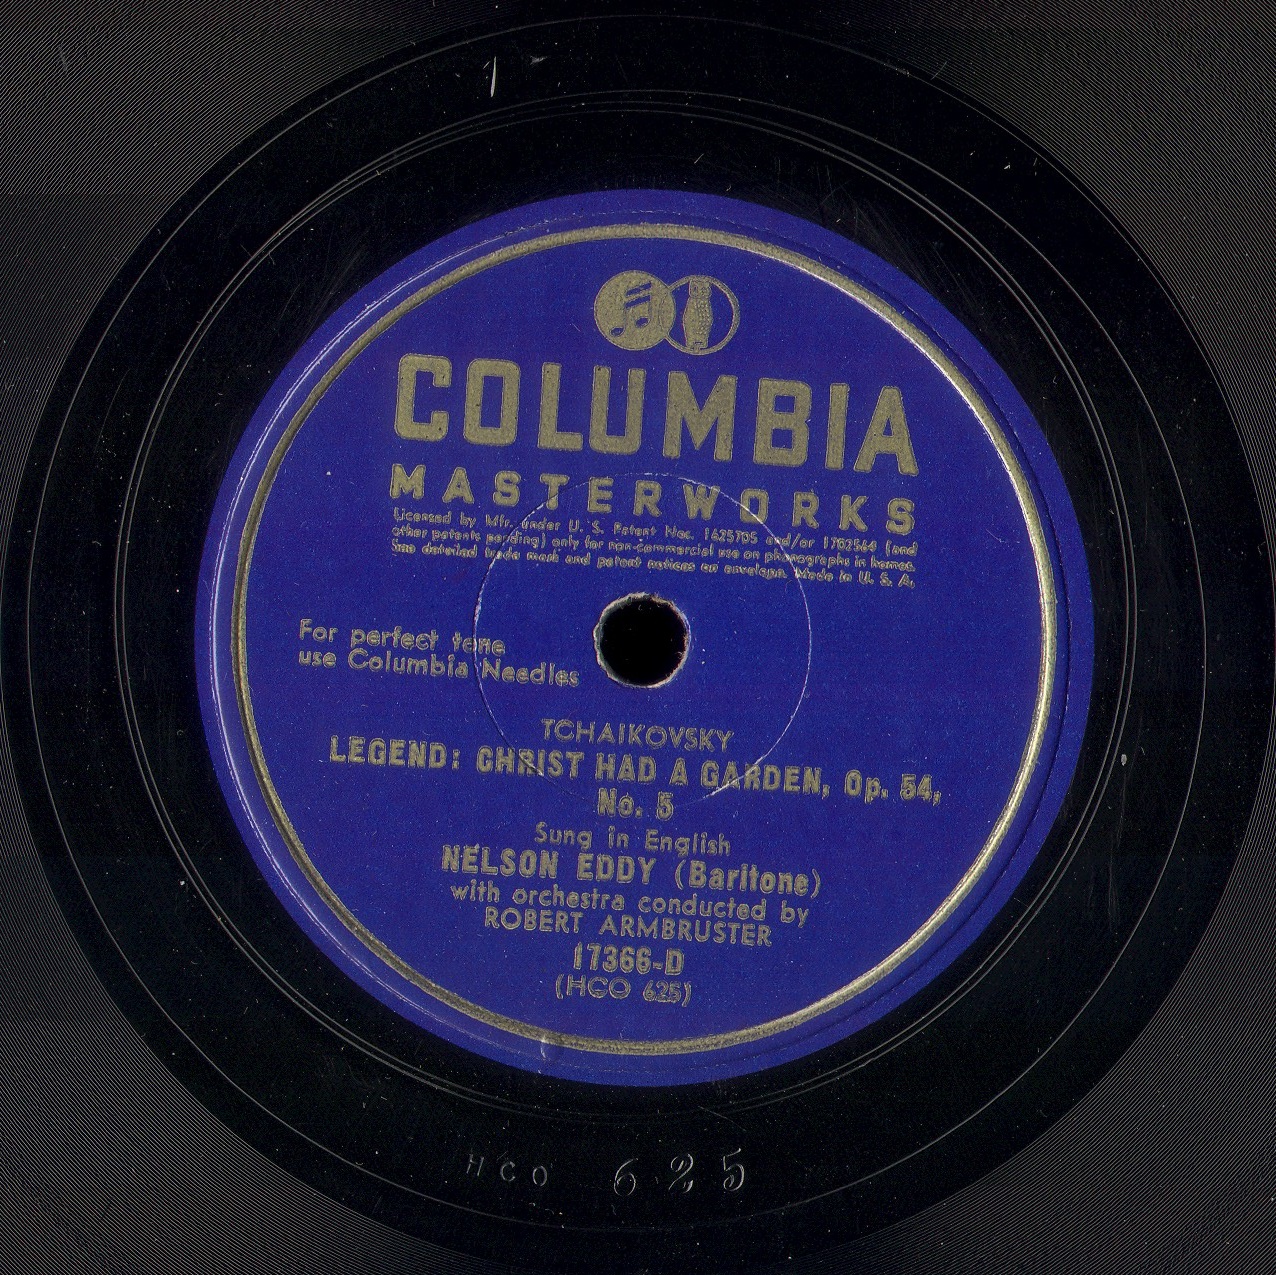 COLUMBIA
MASTERWORKS
Licensed by Mfr. under U. S. Patent Nos. 1625705 and/or 1702564 (and
other patents pending) only for non-commercial use on phonographs in homes.
See detailed trade mark and patent notices on envelope. Made in U. S. A.
For perfect tone
use Columbia Needles
TCHAIKOVSKY
LEGEND: CHRIST HAD A GARDEN, Op. 54,
No. 5
Sung in English
NELSON EDDY (Baritone)
with orchestra conducted by
ROBERT ARMBRUSTER
17366-D
(HCO 625)
HCO 625